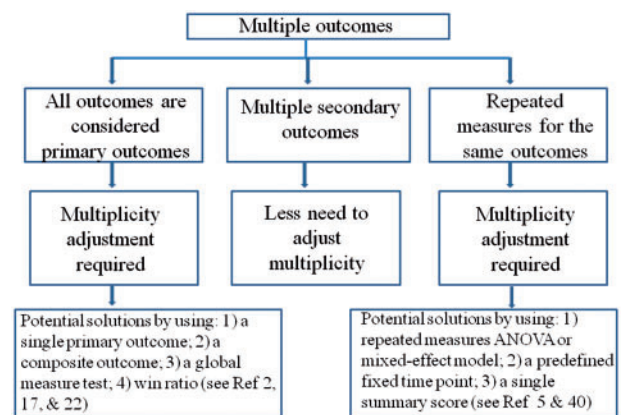 Multiple outcomes
All outcomes are
considered
primary outcomes
Multiple secondary
outcomes
Repeated
measures for the
same outcomes
Multiplicity
adjustment
required
Less need to
adjust
multiplicity
Multiplicity
adjustment
required
Potential solutions by using: 1) a
single primary outcome; 2) a
composite outcome; 3) a global
measure test; 4) win ratio (see Ref 2,
17, & 22)
Potential solutions by using: 1)
repeated measures ANOVA or
mixed-effect model; 2) a predefined
fixed time point; 3) a single
summary score (see Ref 5 & 40)